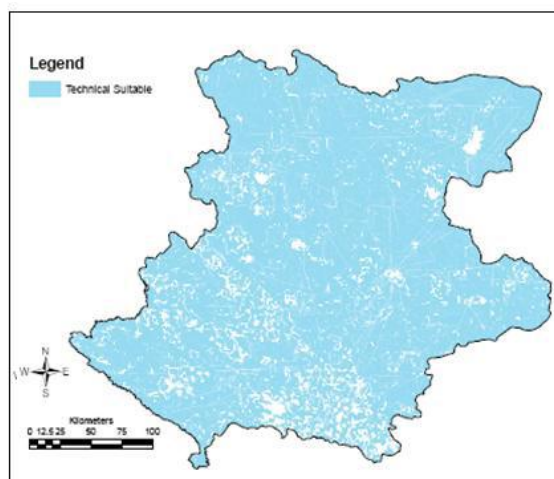 Legend
Technical Suitable
N
W E
S
Kilometers
0 12.5 25 50 75 100